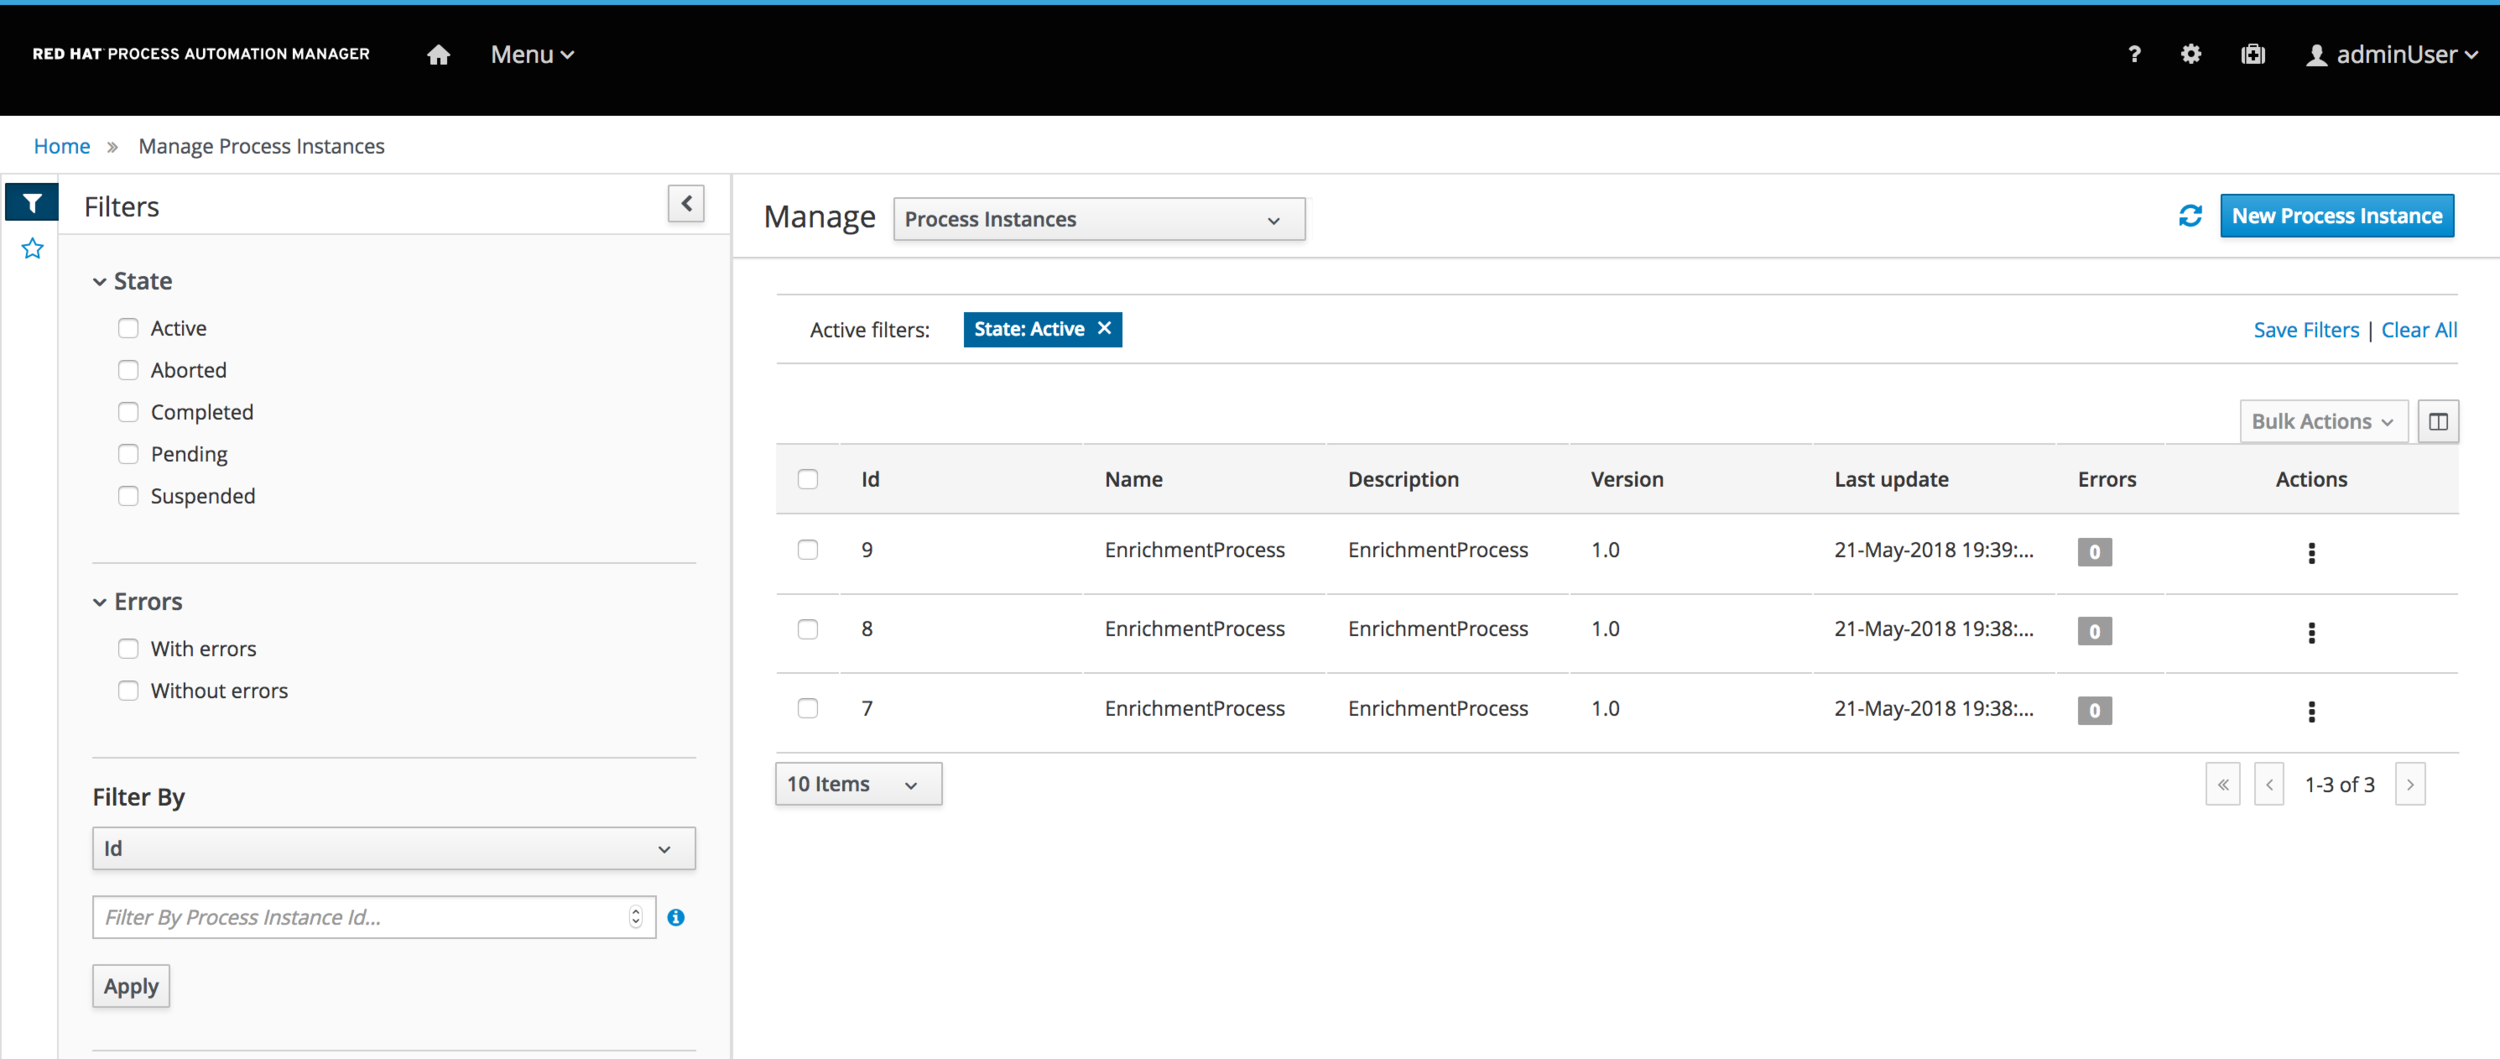 RED HAT PROCESS AUTOMATION MANAGER Menu ? adminUser
Home » Manage Process Instances
Filters
State
Active
Aborted
Completed
Pending
Suspended
Errors
With errors
Without errors
Filter By
Id
Filter By Process Instance Id...
Apply
Manage Process Instances New Process Instance
Active filters: State: Active × Save Filters | Clear All
Bulk Actions
Id Name Description Version Last update Errors Actions
9 EnrichmentProcess EnrichmentProcess 1.0 21-May-2018 19:39:... 0
8 EnrichmentProcess EnrichmentProcess 1.0 21-May-2018 19:38:... 0
7 EnrichmentProcess EnrichmentProcess 1.0 21-May-2018 19:38:... 0
10 Items « ‹ 1-3 of 3 ›